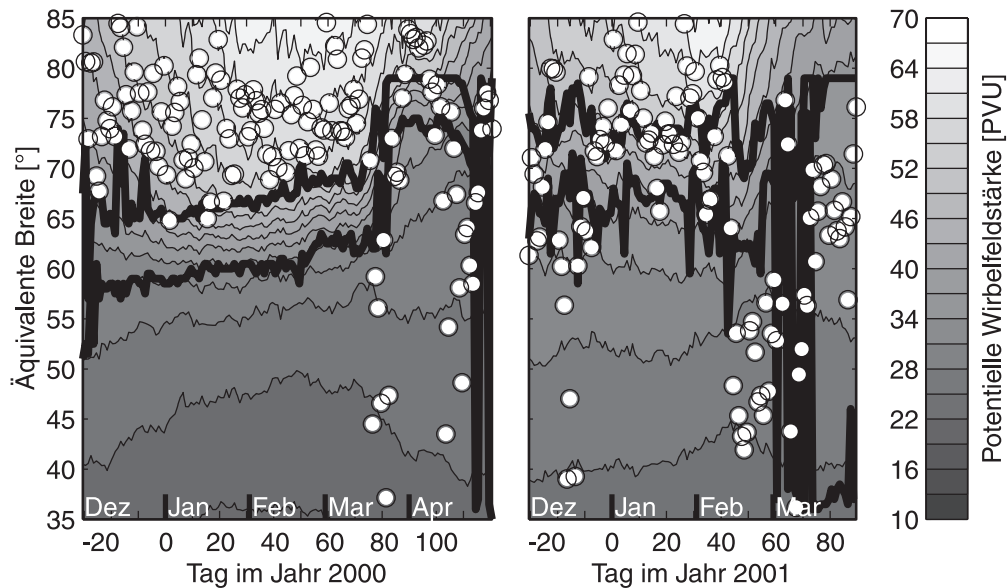 85
80
75
70
65
60
55
50
45
40
35
Äquivalente Breite [°]
Dez Jan Feb Mar Apr
-20 0 20 40 60 80 100
Tag im Jahr 2000
Dez Jan Feb Mar
-20 0 20 40 60 80
Tag im Jahr 2001
70
64
58
52
46
40
34
28
22
16
10
Potentielle Wirbelfeldstärke [PVU]